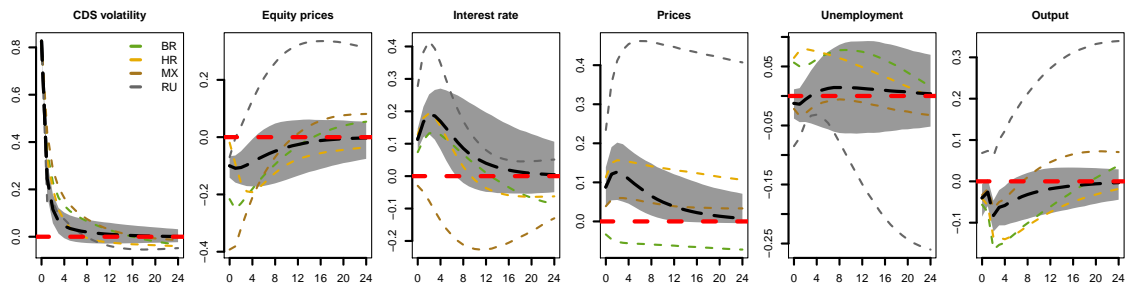 CDS volatility
0.0 0.2 0.4 0.6 0.8
0 4 8 12 16 20 24
BR
HR
MX
RU
Equity prices
−0.4 −0.2 0.0 0.2
0 4 8 12 16 20 24
Interest rate
−0.2 −0.1 0.0 0.1 0.2 0.3 0.4
0 4 8 12 16 20 24
Prices
0.0 0.1 0.2 0.3 0.4
0 4 8 12 16 20 24
Unemployment
−0.25 −0.15 −0.05 0.05
0 4 8 12 16 20 24
Output
−0.1 0.0 0.1 0.2 0.3
0 4 8 12 16 20 24